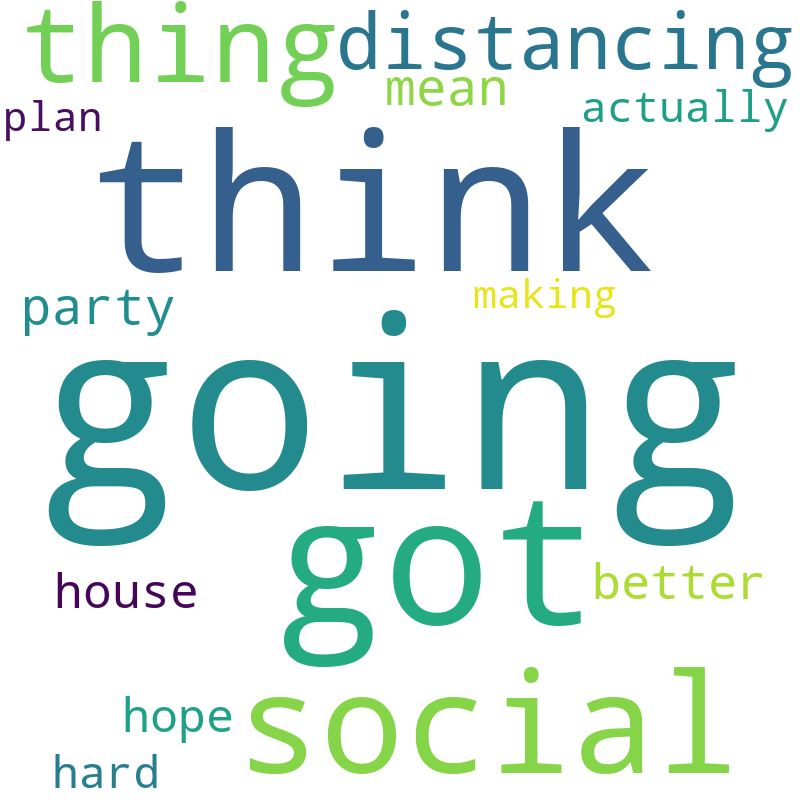 thing distancing
mean
plan actually
think
party making
going
got
house better
hope social
hard